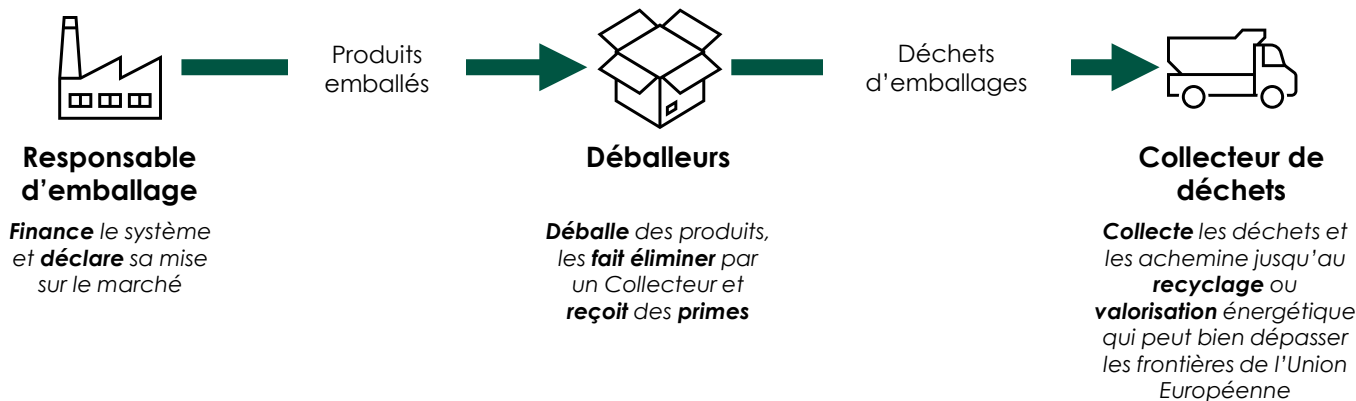 Produits
emballés
Déchets
d’emballages
Responsable
d’emballage
Finance le système
et déclare sa mise
sur le marché
Déballeurs
Déballe des produits,
les fait éliminer par
un Collecteur et
reçoit des primes
Collecteur de
déchets
Collecte les déchets et
les achemine jusqu’au
recyclage ou
valorisation énergétique
qui peut bien dépasser
les frontières de l’Union
Européenne